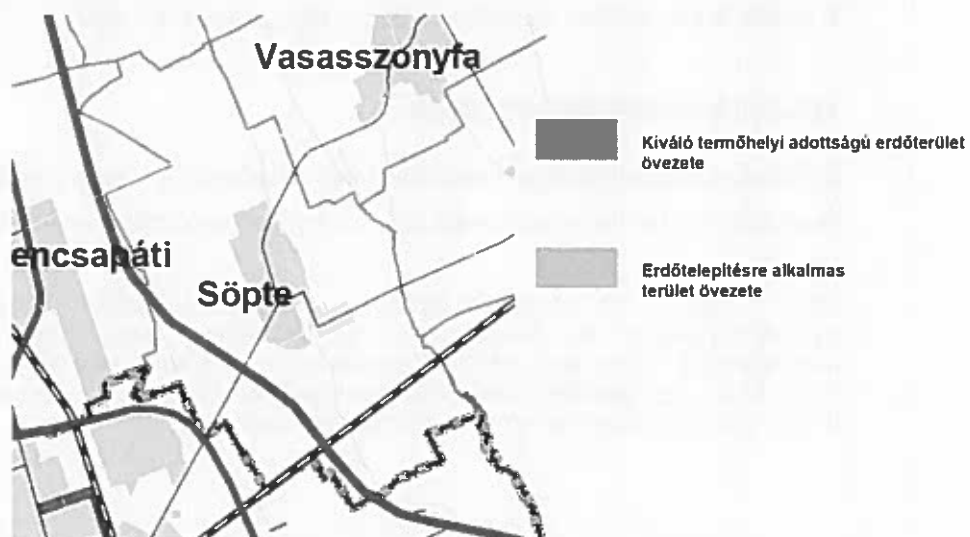 Vasasszonyfa
Kiváló termőhelyi adottságú erdőterület
övezete
encsapáti
Söpte
Erdőtelepítésre alkalmas
terület övezete